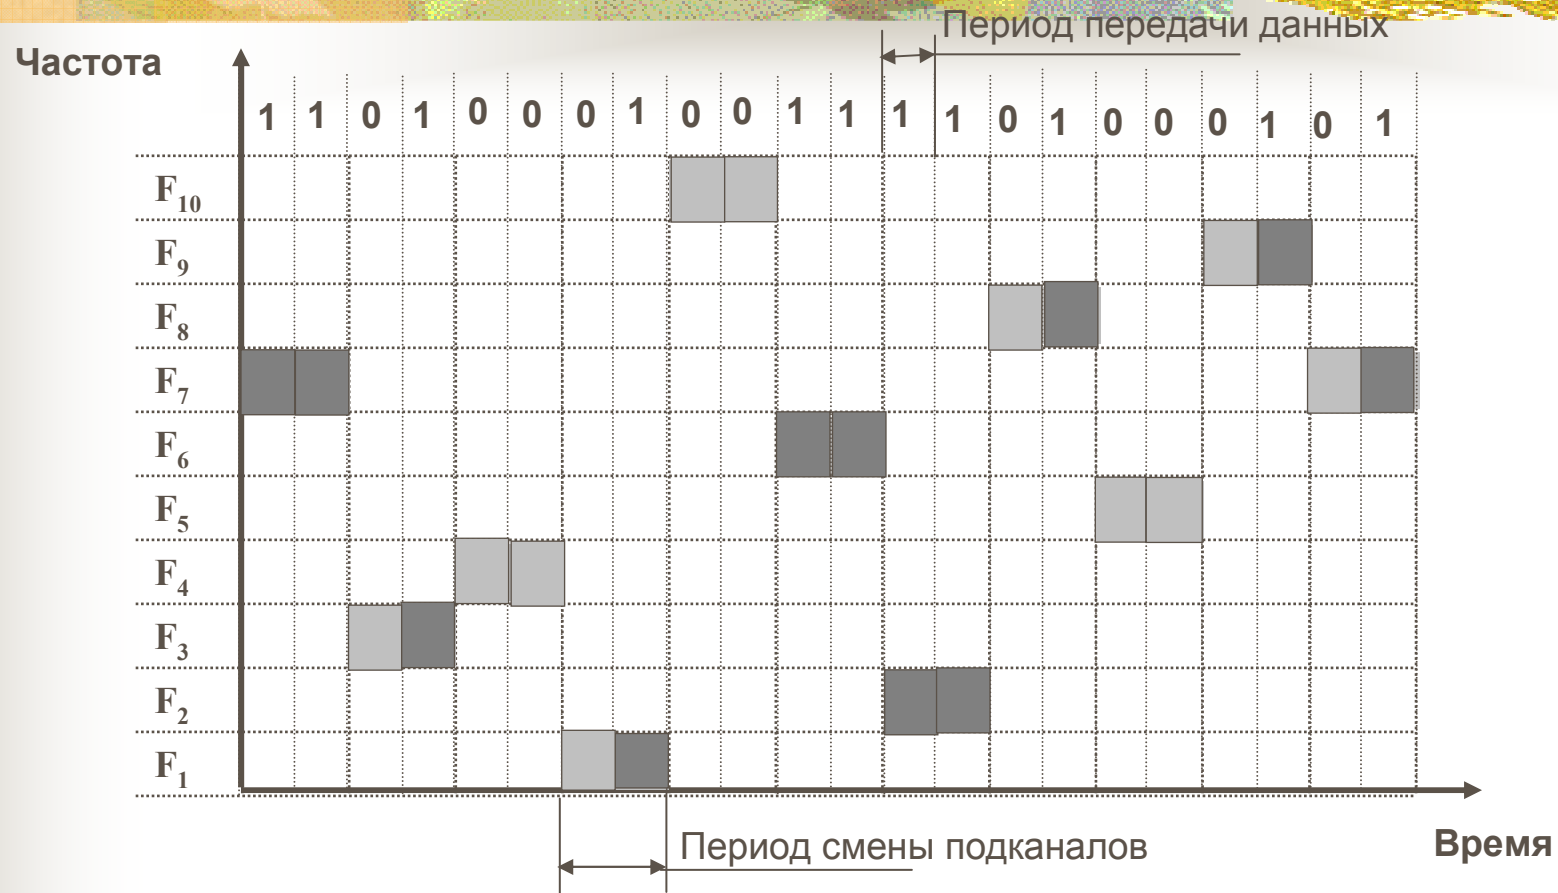 Период передачи данных
Частота
1 1 0 1 0 0 0 1 0 0 1 1 1 1 0 1 0 0 0 1 0 1
F10
F9
F8
F7
F6
F5
F4
F3
F2
F1
Период смены подканалов
Время